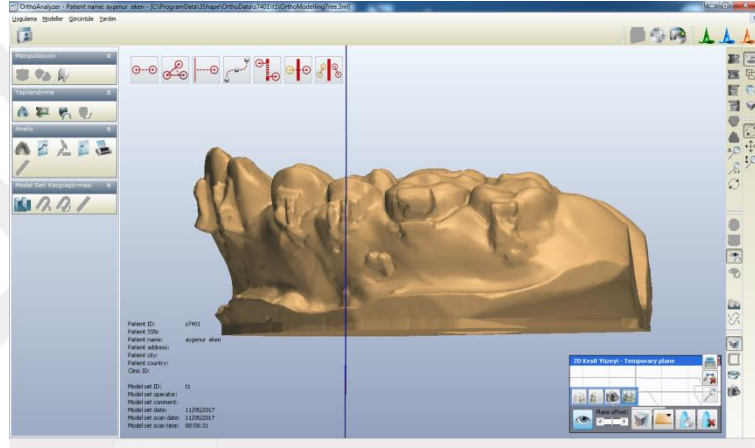 OrthoAnalyzer - Patient name: ayşenur eken - [C:\ProgramData\3Shape\OrthoData\s7401\t1\OrthoModellingTree.3ml]
Uygulama Modeller Görüntüle Yardım
Manipülasyon
Yapılandırma
Analiz
Model Seti Karşılaştırması
Patient ID: s7401
Patient SSN:
Patient name: ayşenur eken
Patient address:
Patient city:
Patient country:
Clinic ID:
Model set ID: t1
Model set operator:
Model set comment:
Model set date: 11/05/2017
Model set scan date: 11/05/2017
Model set scan time: 08:58:31
2D Kesit Yüzeyi - Temporary plane
Plane offset: